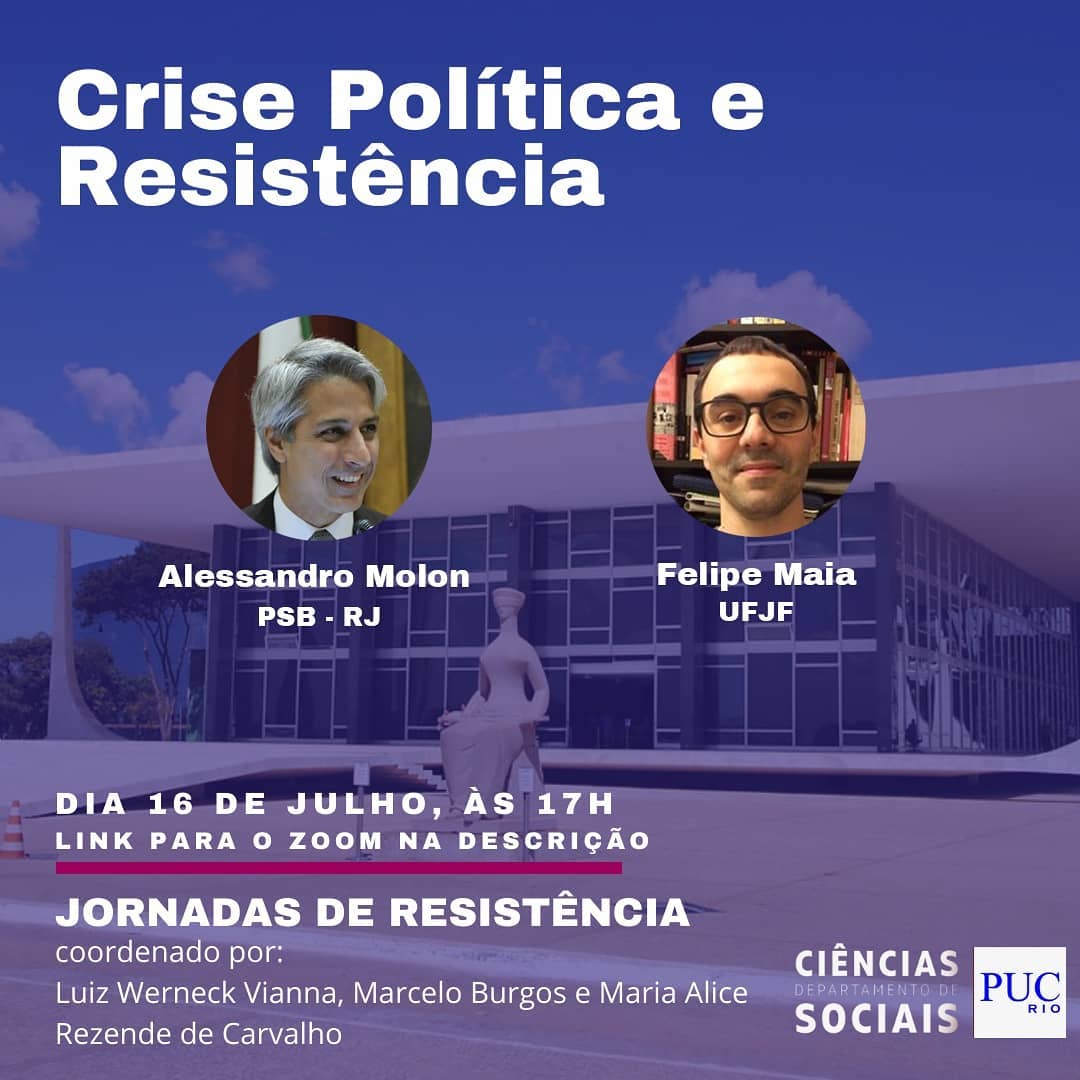 Crise Política e
Resistência
Alessandro Molon
PSB - RJ
Felipe Maia
UFJF
DIA 16 DE JULHO, ÀS 17H
LINK PARA O ZOOM NA DESCRIÇÃO
JORNADAS DE RESISTÊNCIA
coordenado por:
Luiz Werneck Vianna, Marcelo Burgos e Maria Alice
Rezende de Carvalho
CIÊNCIAS
DEPARTAMENTO DE
SOCIAIS
PUC
RIO